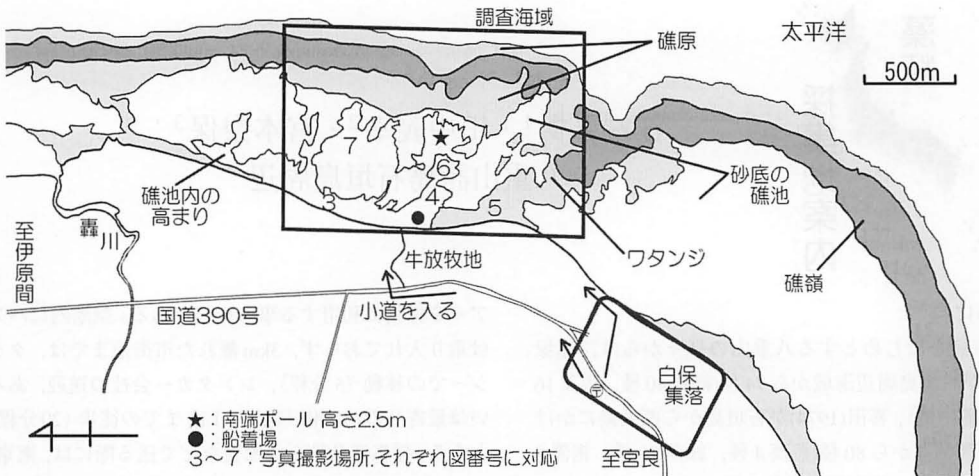 調査海域
礁原
太平洋
500m
7
★
6
3
4
5
礁池内の
高まり
砂底の
礁池
轟川
至伊原間
牛放牧地
ワタンジ
礁嶺
国道390号
小道を入る
白保
集落
〒
★：南端ポール 高さ2.5m
●：船着場
3～7：写真撮影場所.それぞれ図番号に対応
至宮良